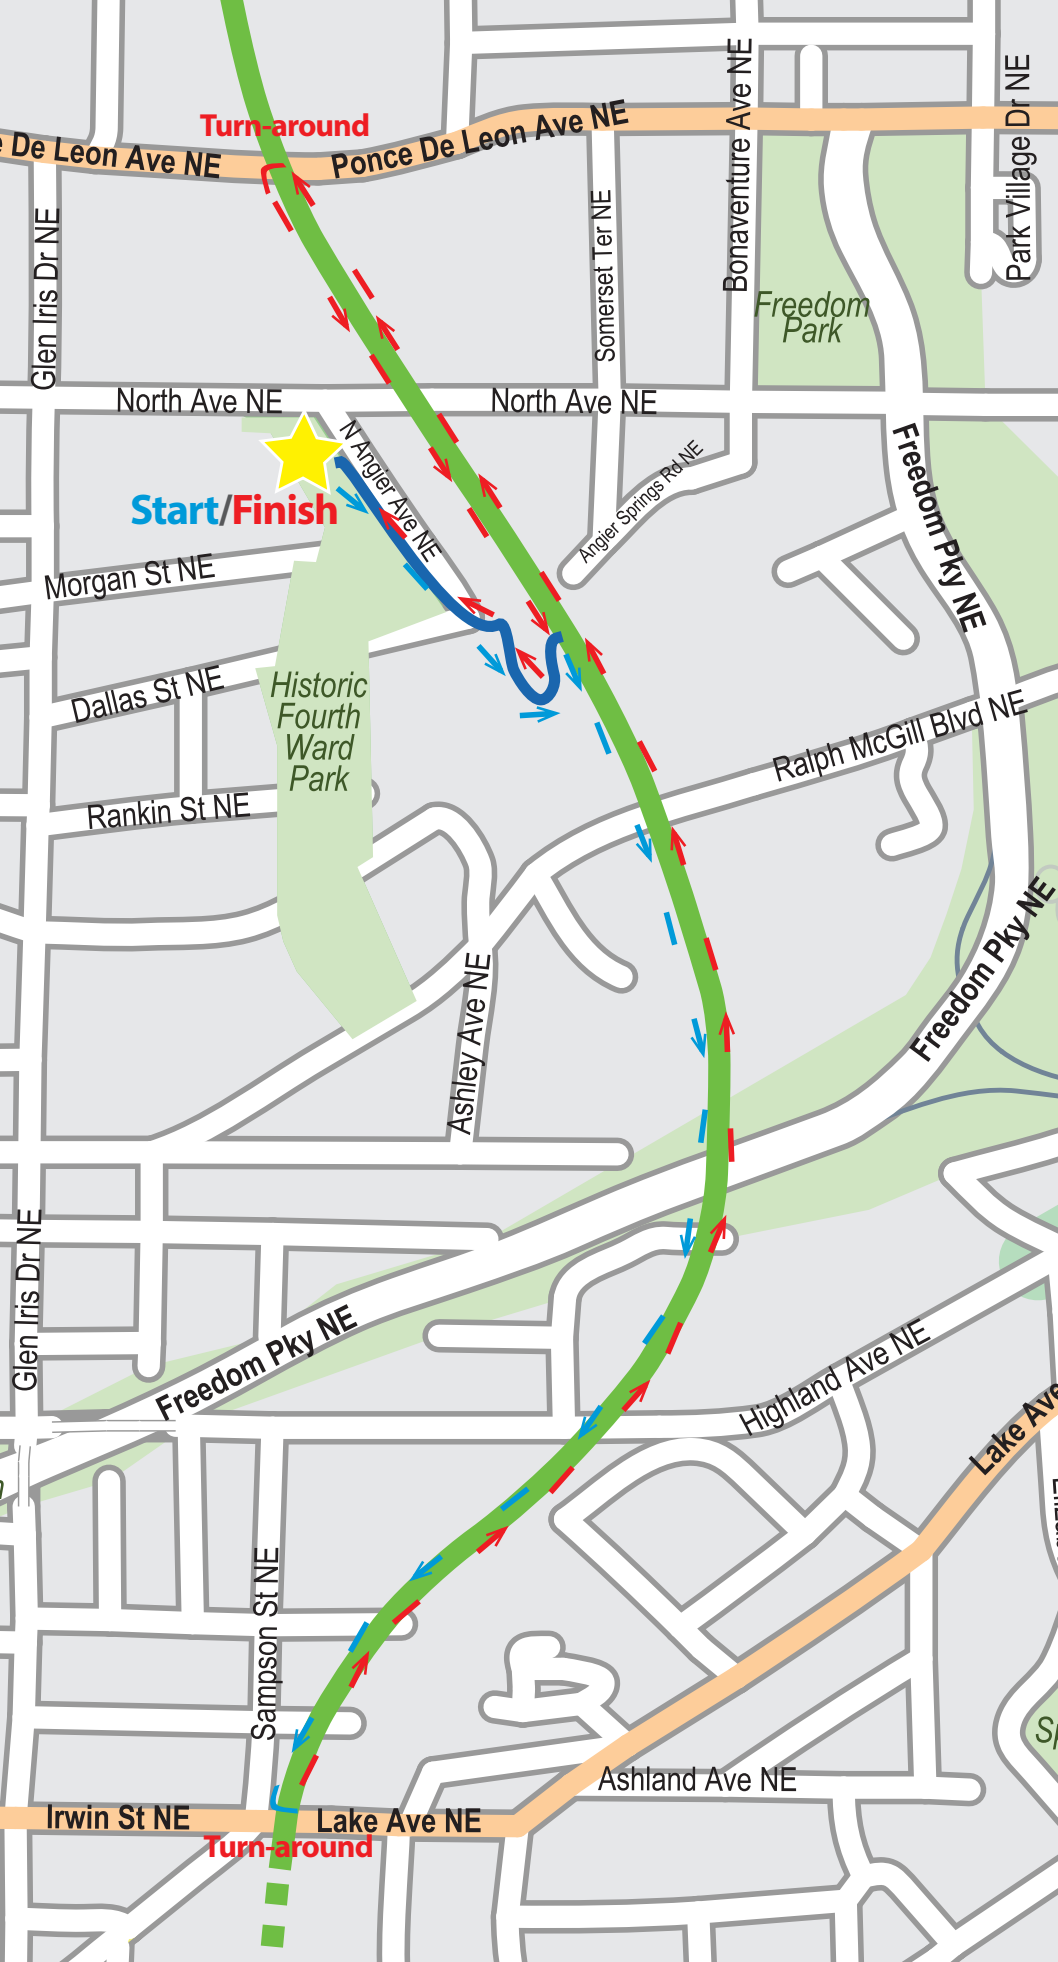 Turn-around
De Leon Ave NE
Ponce De Leon Ave NE
Bonaventure Ave NE
Park Village Dr NE
Glen Iris Dr NE
Somerset Ter NE
Freedom
Park
North Ave NE
North Ave NE
N Angier Ave NE
Angier Springs Rd NE
Freedom Pky NE
Start/Finish
Morgan St NE
Dallas St NE
Historic
Fourth
Ward
Park
Ralph McGill Blvd NE
Rankin St NE
Freedom Pky NE
Ashley Ave NE
Glen Iris Dr NE
Freedom Pky NE
Highland Ave NE
Lake Ave
Sampson St NE
Ashland Ave NE
Irwin St NE
Lake Ave NE
Turn-around